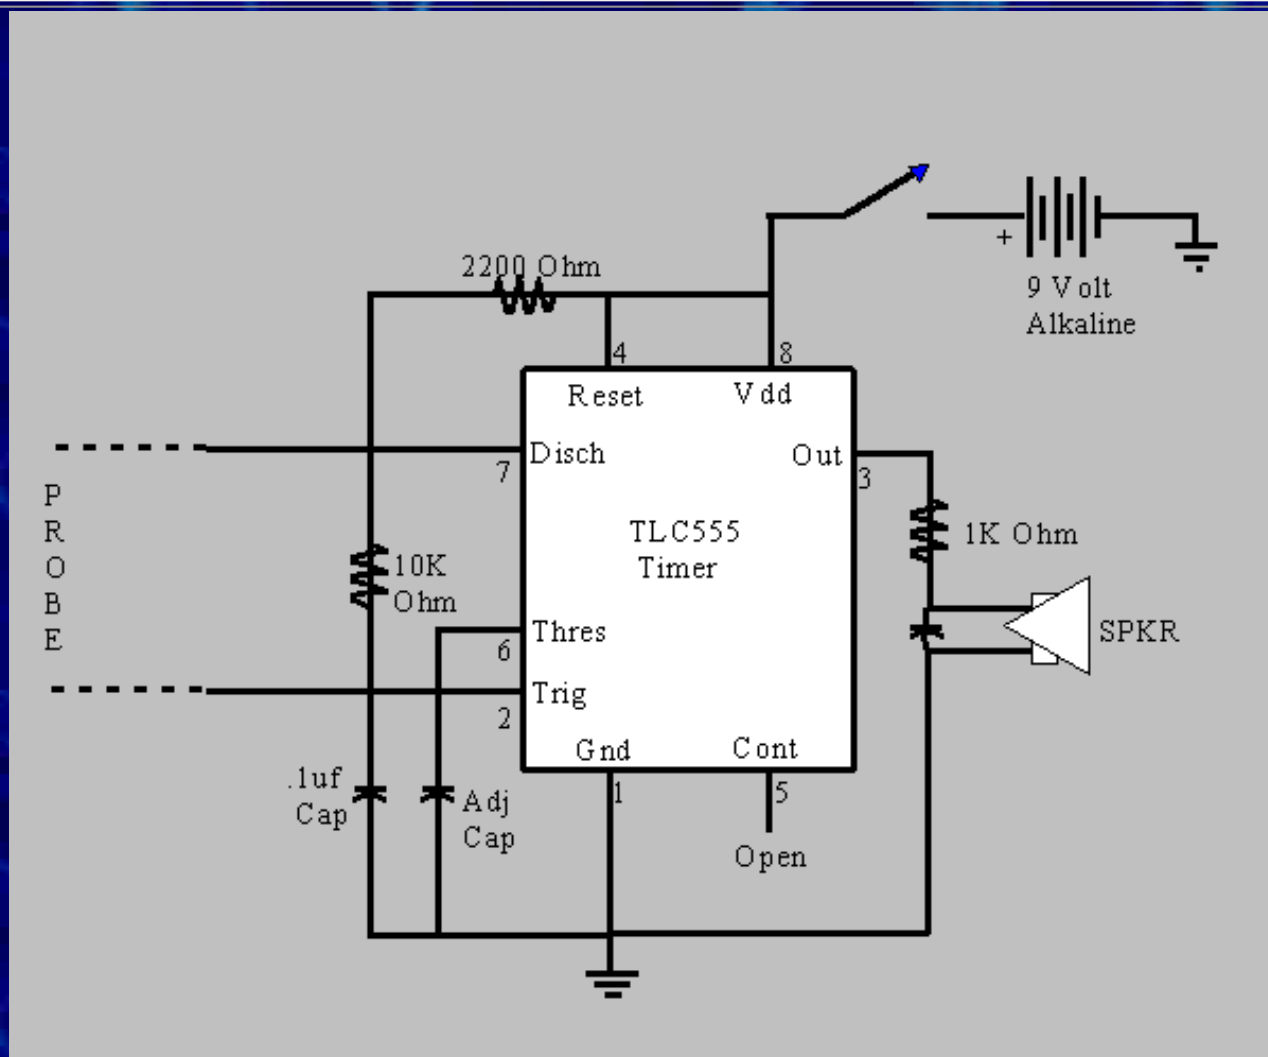 2200 Ohm
+
9 Volt
Alkaline
4
8
Reset
Vdd
Disch
7
Out
3
PROBE
TLC555
Timer
1K Ohm
10K
Ohm
Thres
6
SPKR
Trig
2
Gnd
Cont
.1uf
Cap
Adj
Cap
1
5
Open